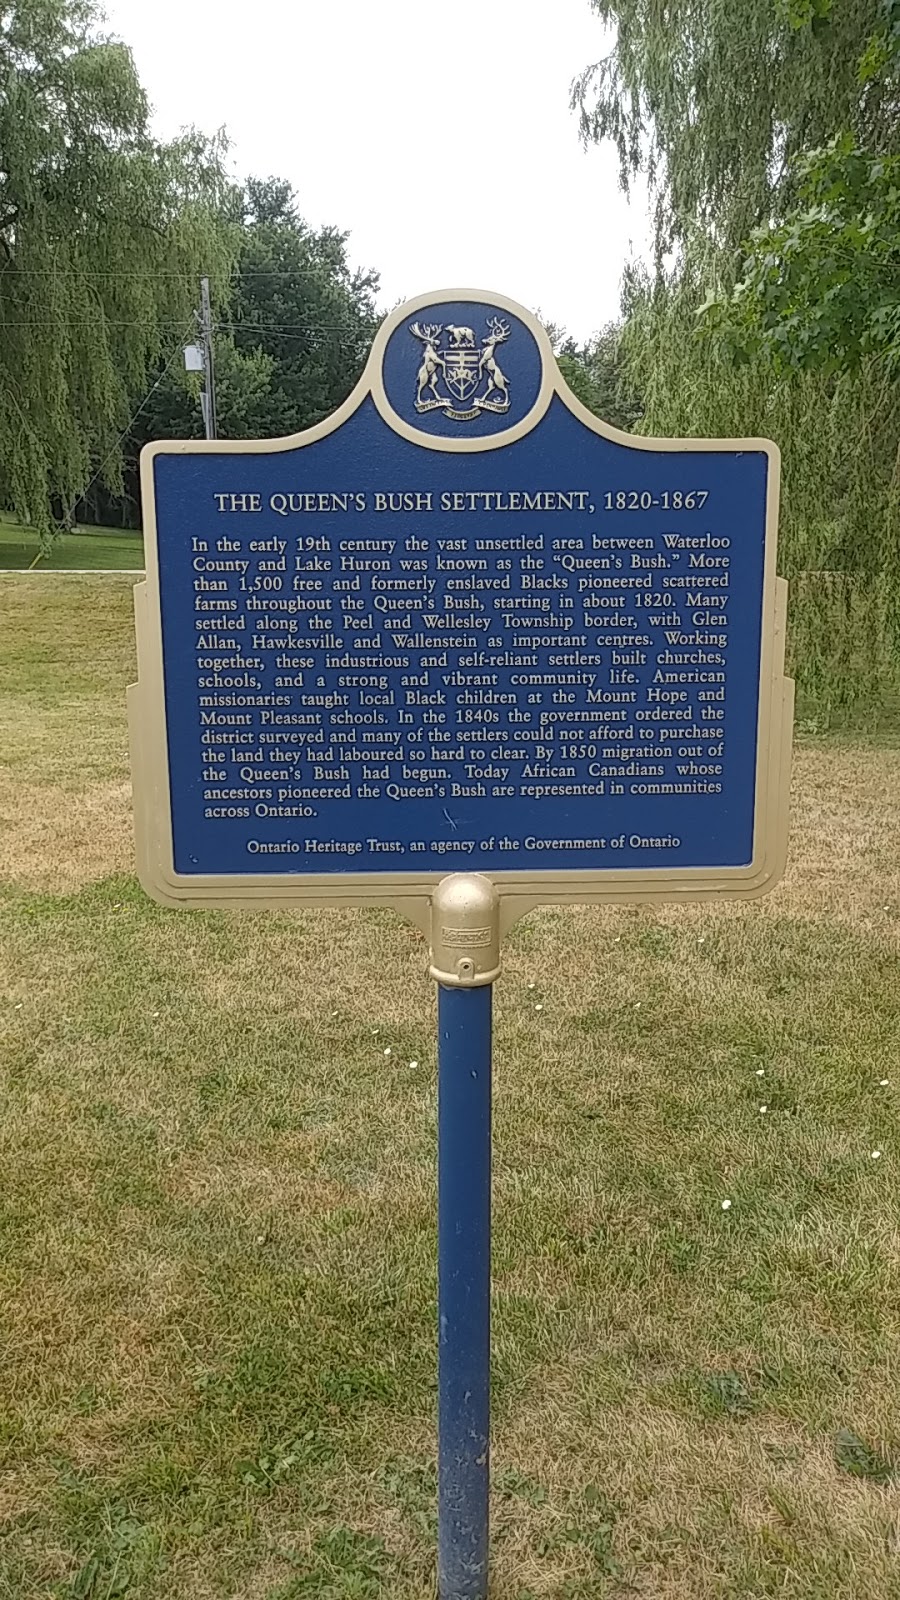 THE QUEEN'S BUSH SETTLEMENT, 1820-1867
In the early 19th century the vast unsettled area between Waterloo
County and Lake Huron was known as the “Queen's Bush.” More
than 1,500 free and formerly enslaved Blacks pioneered scattered
farms throughout the Queen's Bush, starting in about 1820. Many
settled along the Peel and Wellesley Township border, with Glen
Allan, Hawkesville and Wallenstein as important centres. Working
together, these industrious and self-reliant settlers built churches,
schools, and a strong and vibrant community life. American
missionaries taught local Black children at the Mount Hope and
Mount Pleasant schools. In the 1840s the government ordered the
district surveyed and many of the settlers could not afford to purchase
the land they had laboured so hard to clear. By 1850 migration out of
the Queen's Bush had begun. Today African Canadians whose
ancestors pioneered the Queen's Bush are represented in communities
across Ontario.
Ontario Heritage Trust, an agency of the Government of Ontario